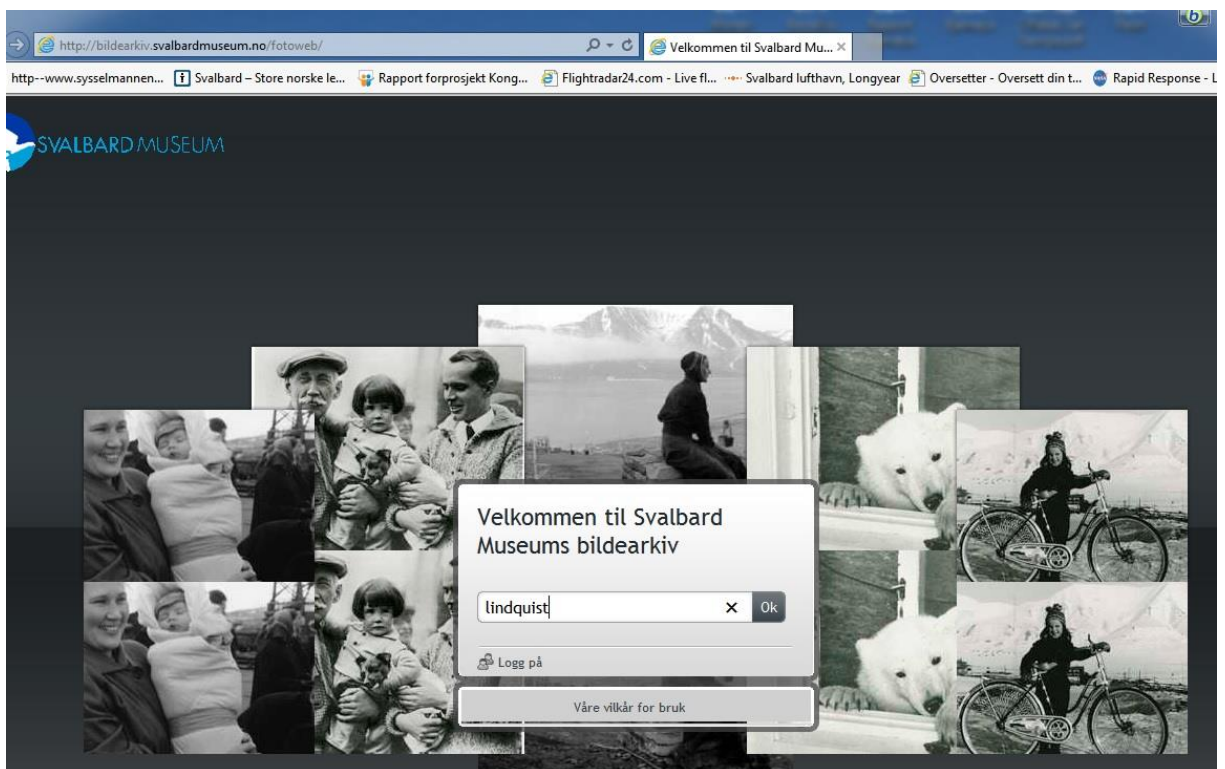 http://bildearkiv.svalbardmuseum.no/fotoweb/
Velkommen til Svalbard Mu...
http--www.sysselmannen...
Svalbard – Store norske le...
Rapport forprosjekt Kong...
Flightradar24.com - Live fl...
Svalbard lufthavn, Longyear
Oversetter - Oversett din t...
Rapid Response - L
SVALBARD MUSEUM
Velkommen til Svalbard
Museums bildearkiv
lindquist
Ok
Logg på
Våre vilkår for bruk